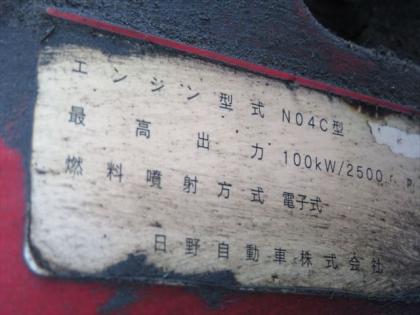 エンジン型式 N04C型
最高出力 100kW/2500r.p
燃料噴射方式 電子式
日野自動車株式会社